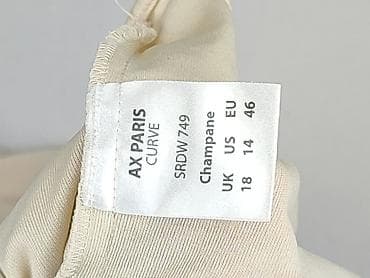 AX PARIS
CURVE
SRDW 749
Champane
UK US EU
18 14 46